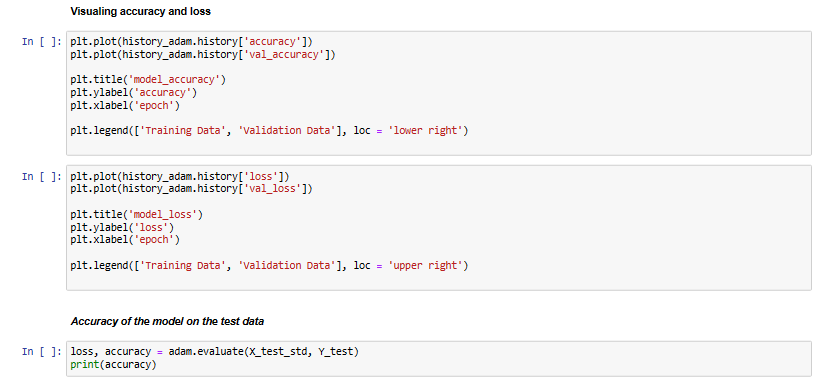 Visualing accuracy and loss
In [ ]: plt.plot(history_adam.history['accuracy'])
plt.plot(history_adam.history['val_accuracy'])
plt.title('model_accuracy')
plt.ylabel('accuracy')
plt.xlabel('epoch')
plt.legend(['Training Data', 'Validation Data'], loc = 'lower right')
In [ ]: plt.plot(history_adam.history['loss'])
plt.plot(history_adam.history['val_loss'])
plt.title('model_loss')
plt.ylabel('loss')
plt.xlabel('epoch')
plt.legend(['Training Data', 'Validation Data'], loc = 'upper right')
Accuracy of the model on the test data
In [ ]: loss, accuracy = adam.evaluate(X_test_std, Y_test)
print(accuracy)